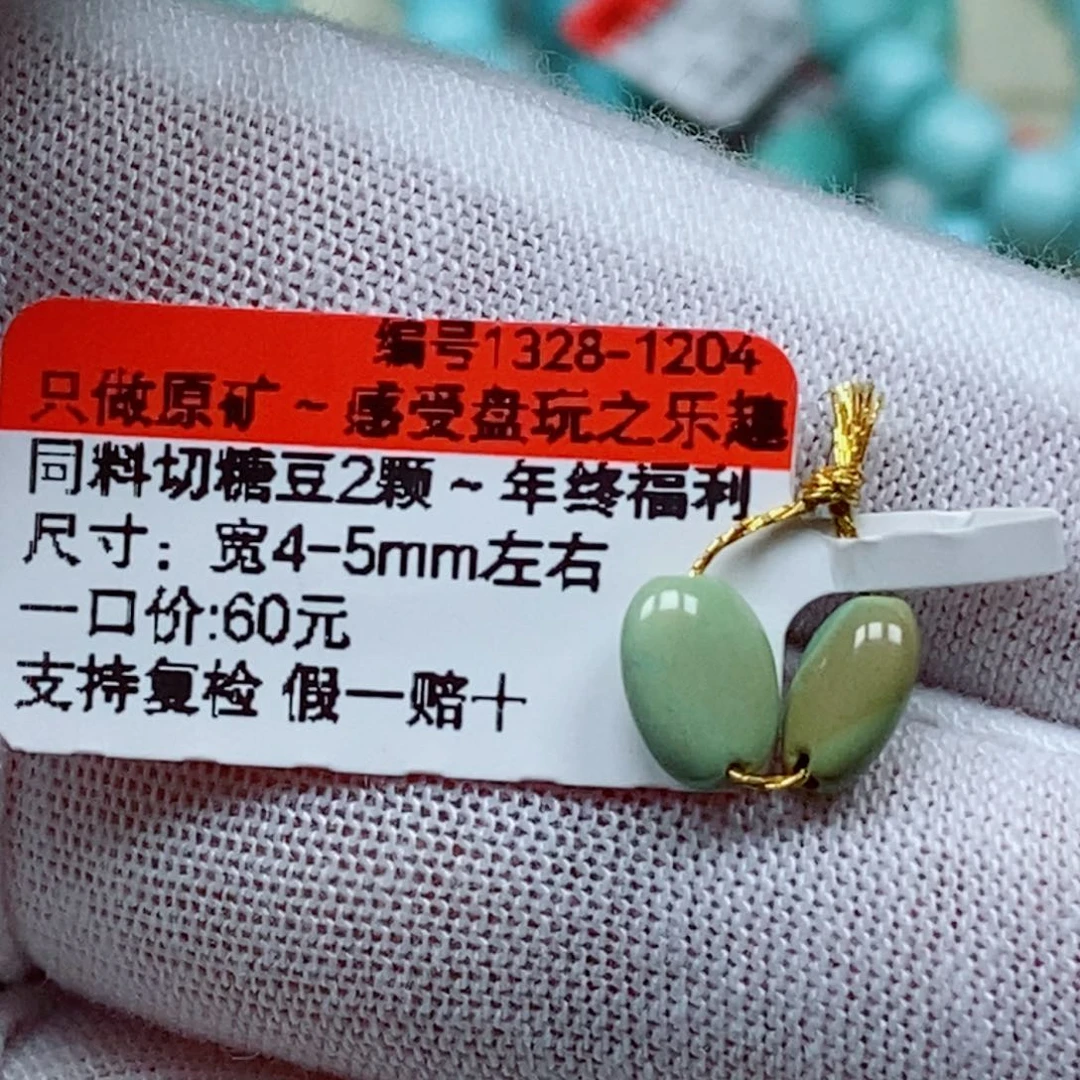 编号1328-1204
只做原矿~感受盘玩之乐趣
同料切糖豆2颗~年终福利
尺寸：宽4-5mm左右
一口价:60元
支持复检 假一赔十